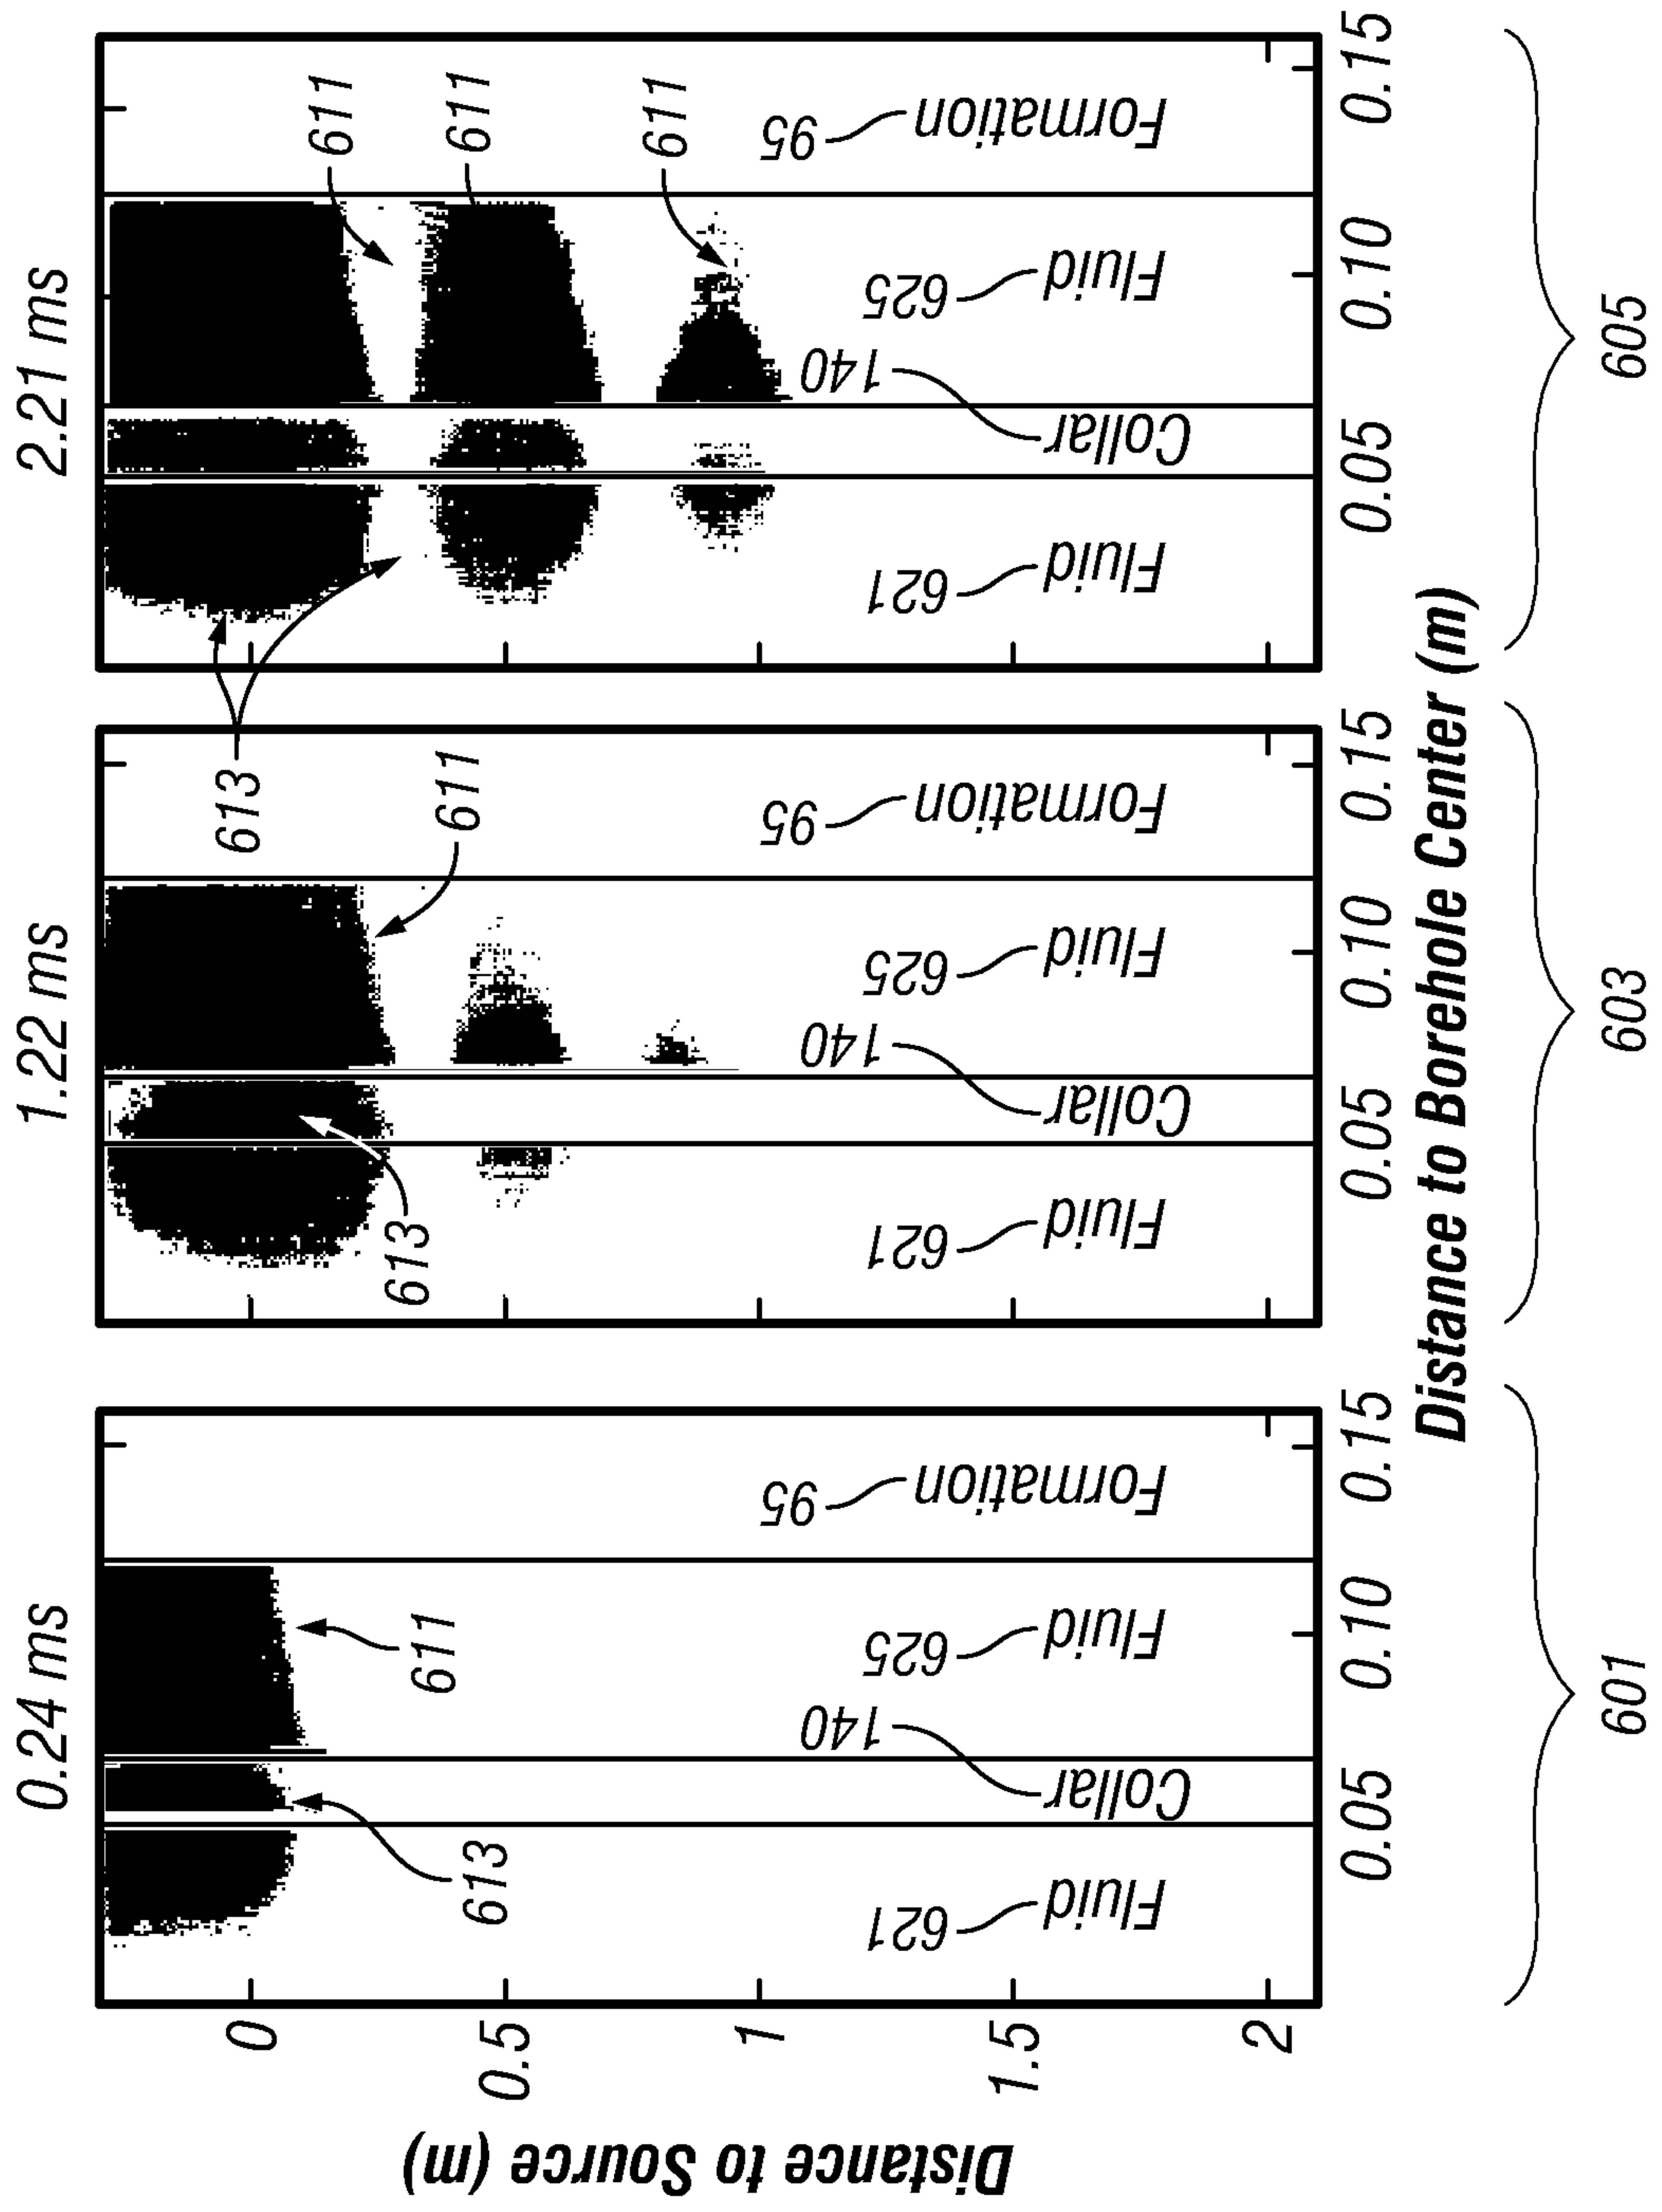 0.24 ms
1.22 ms
2.21 ms
Distance to Source (m)
0
0.5
1
1.5
2
613
611
621
Fluid
140
Collar
625
Fluid
95
Formation
0.05
0.10
0.15
601
613
611
621
Fluid
140
Collar
625
Fluid
95
Formation
0.05
0.10
0.15
603
613
611
611
611
621
Fluid
140
Collar
625
Fluid
95
Formation
0.05
0.10
0.15
605
Distance to Borehole Center (m)